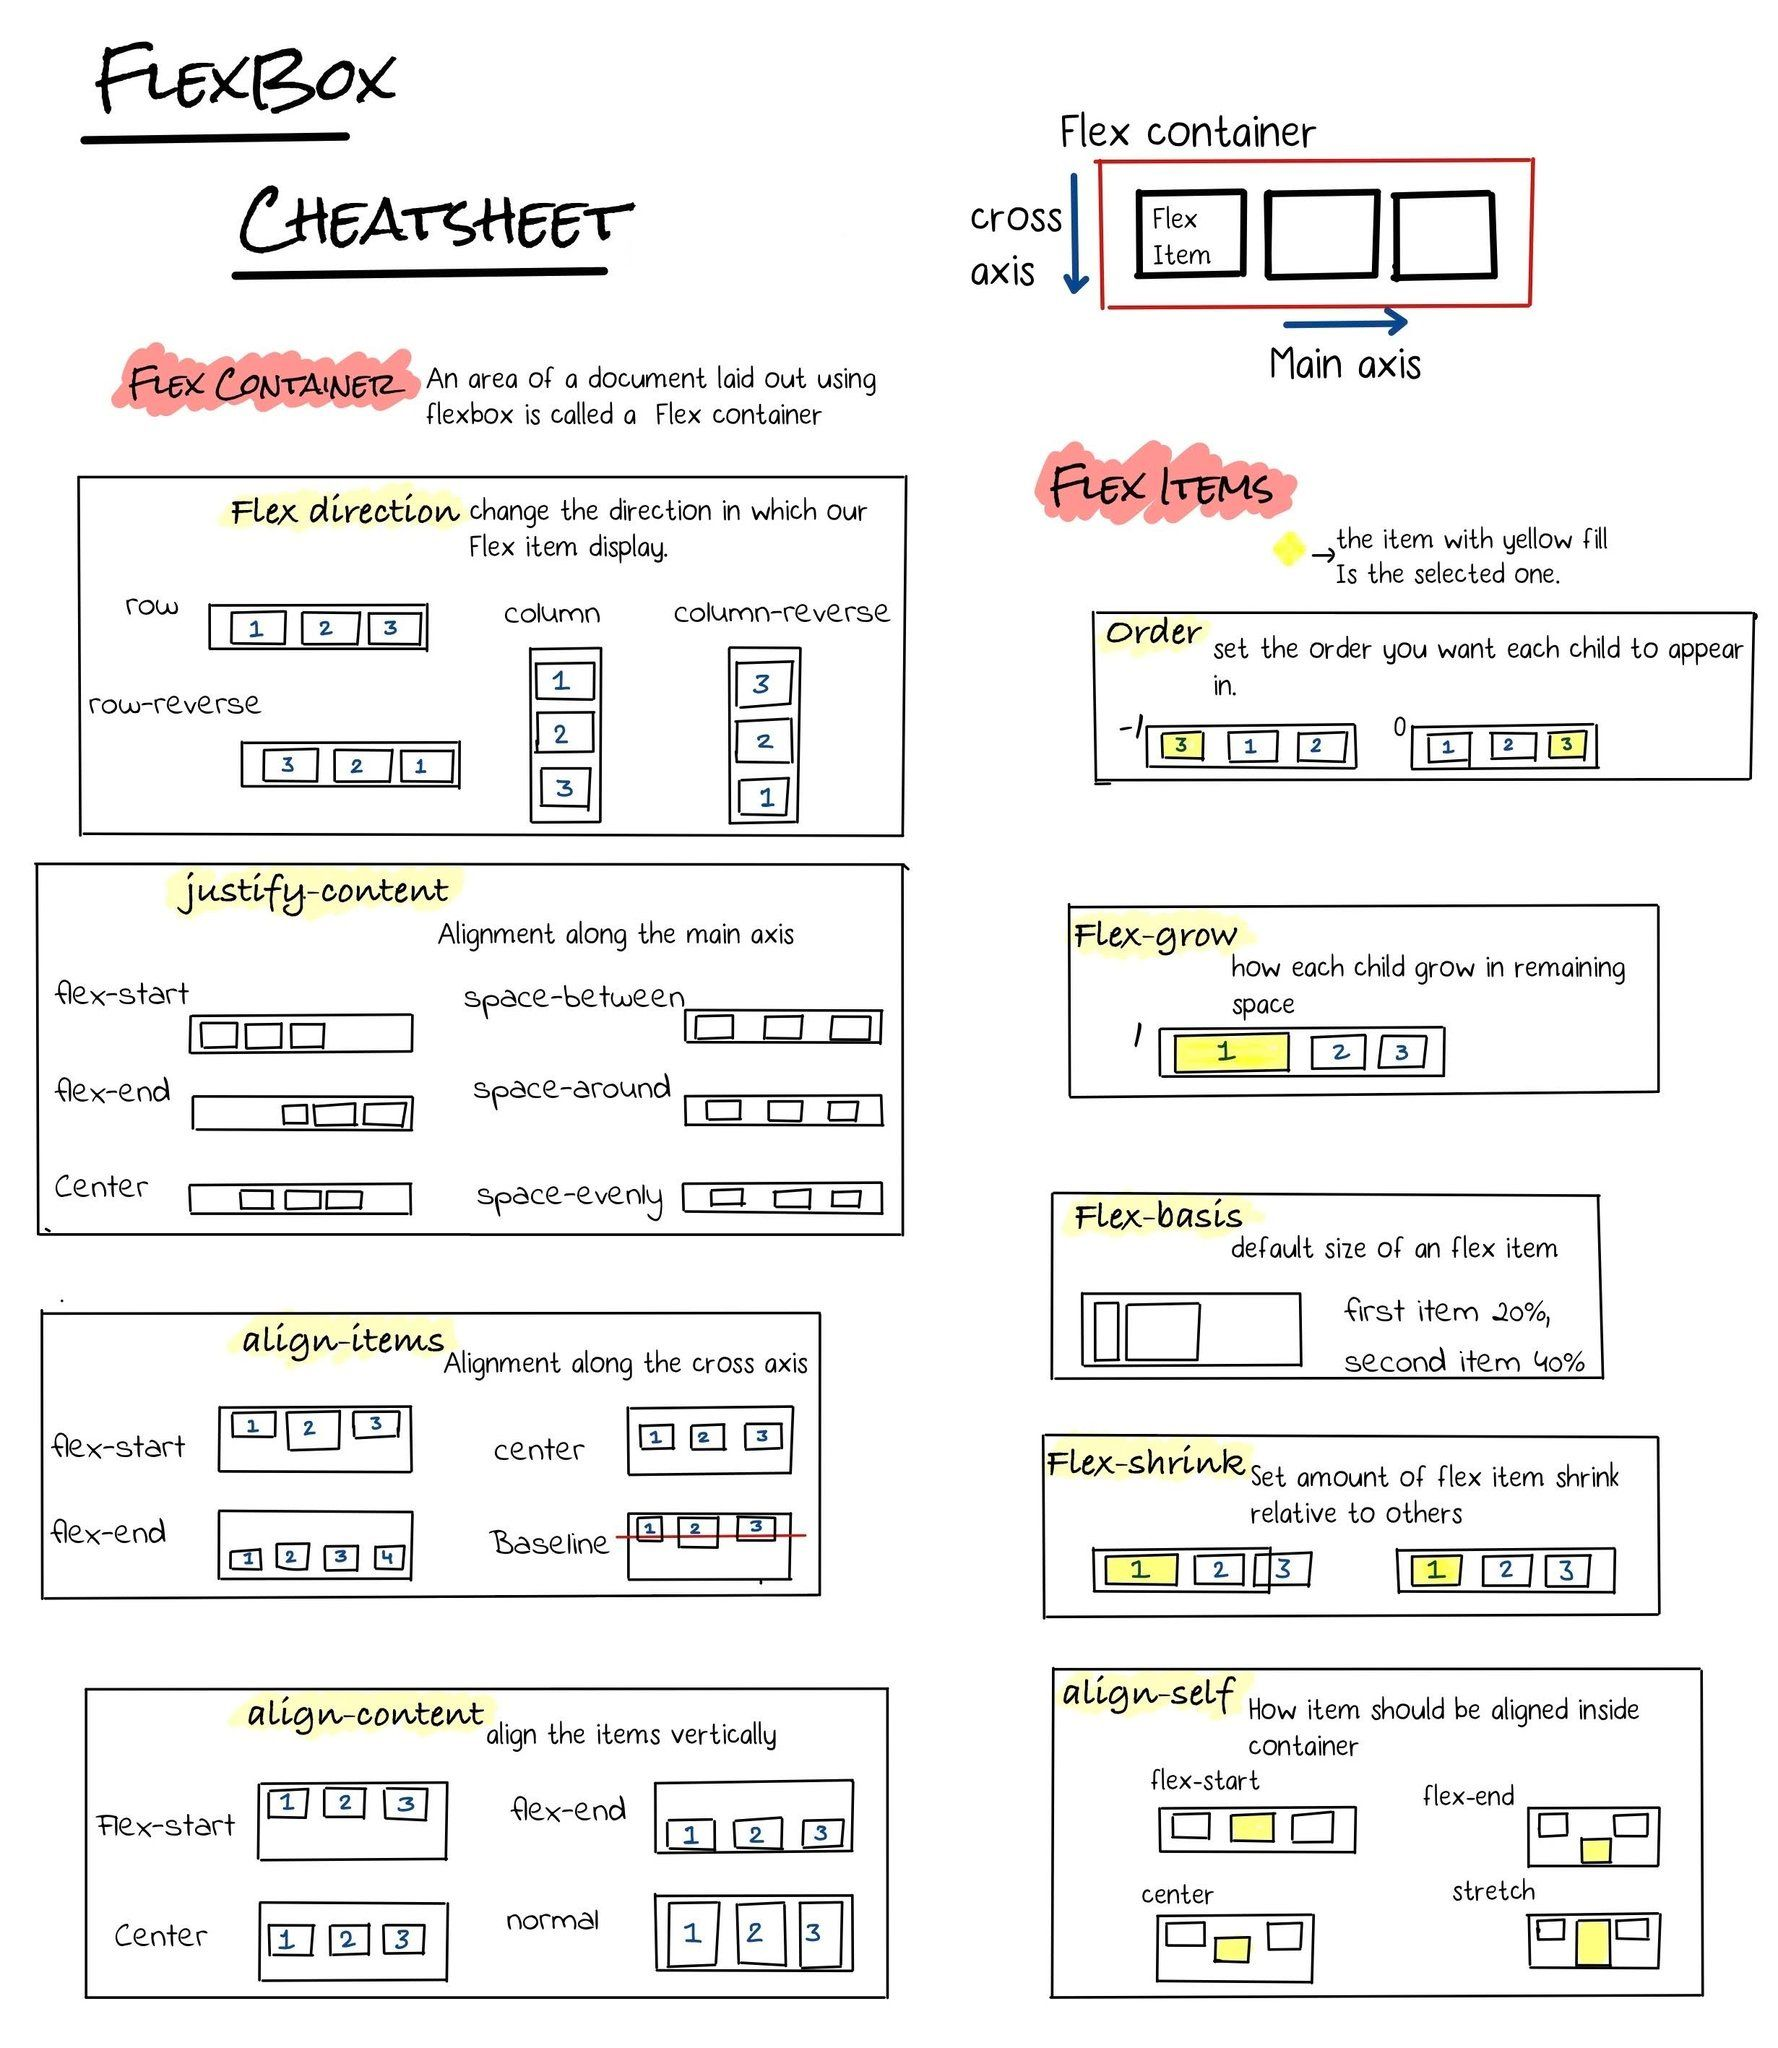 FLEXBOX
CHEATSHEET
Flex container
cross
axis
Flex
Item
Main axis
FLEX CONTAINER
An area of a document laid out using
flexbox is called a Flex container
Flex direction
change the direction in which our
Flex item display.
row
1 2 3
row-reverse
3 2 1
column
1
2
3
column-reverse
3
2
1
justify-content
Alignment along the main axis
flex-start
space-between
flex-end
space-around
Center
space-evenly
align-items
Alignment along the cross axis
flex-start
1 2 3
center
1 2 3
flex-end
1 2 3 4
Baseline
1 2 3
align-content
align the items vertically
Flex-start
1 2 3
flex-end
1 2 3
Center
1 2 3
normal
1 2 3
FLEX ITEMS
the item with yellow fill
Is the selected one.
Order
set the order you want each child to appear
in.
-1
3 1 2
0
1 2 3
Flex-grow
how each child grow in remaining
space
1
1 2 3
Flex-basis
default size of an flex item
first item 20%,
second item 40%
Flex-shrink
Set amount of flex item shrink
relative to others
1 2 3
1 2 3
align-self
How item should be aligned inside
container
flex-start
flex-end
center
stretch